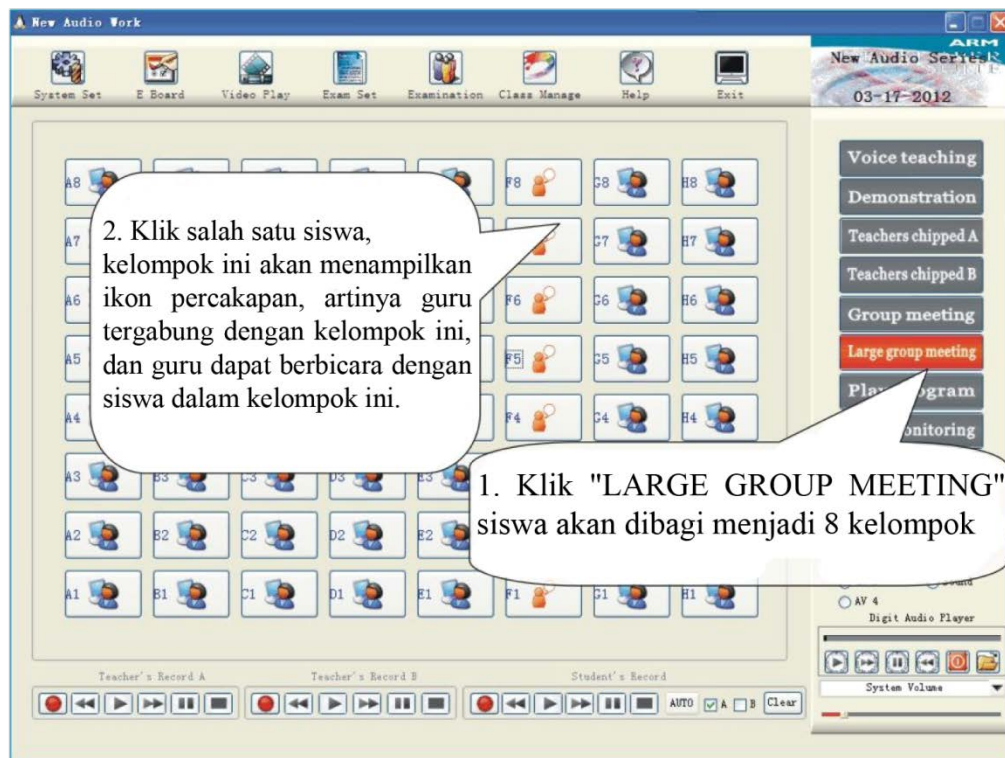 New Audio Work
System Set E Board Video Play Exam Set Examination Class Manage Help Exit
ARM
New Audio Series
03-17-2012
A8 F8 G8 H8
A7 G7 H7
A6 F6 G6 H6
A5 F5 G5 H5
A4 F4 G4 H4
A3 B3 C3 D3 E3
A2 B2 C2 D2 E2
A1 B1 C1 D1 E1 F1 G1 H1
2. Klik salah satu siswa,
kelompok ini akan menampilkan
ikon percakapan, artinya guru
tergabung dengan kelompok ini,
dan guru dapat berbicara dengan
siswa dalam kelompok ini.
Voice teaching
Demonstration
Teachers chipped A
Teachers chipped B
Group meeting
Large group meeting
1. Klik "LARGE GROUP MEETING"
siswa akan dibagi menjadi 8 kelompok
AV 4
Digit Audio Player
System Volume
Teacher's Record A Teacher's Record B Student's Record
AUTO A B Clear